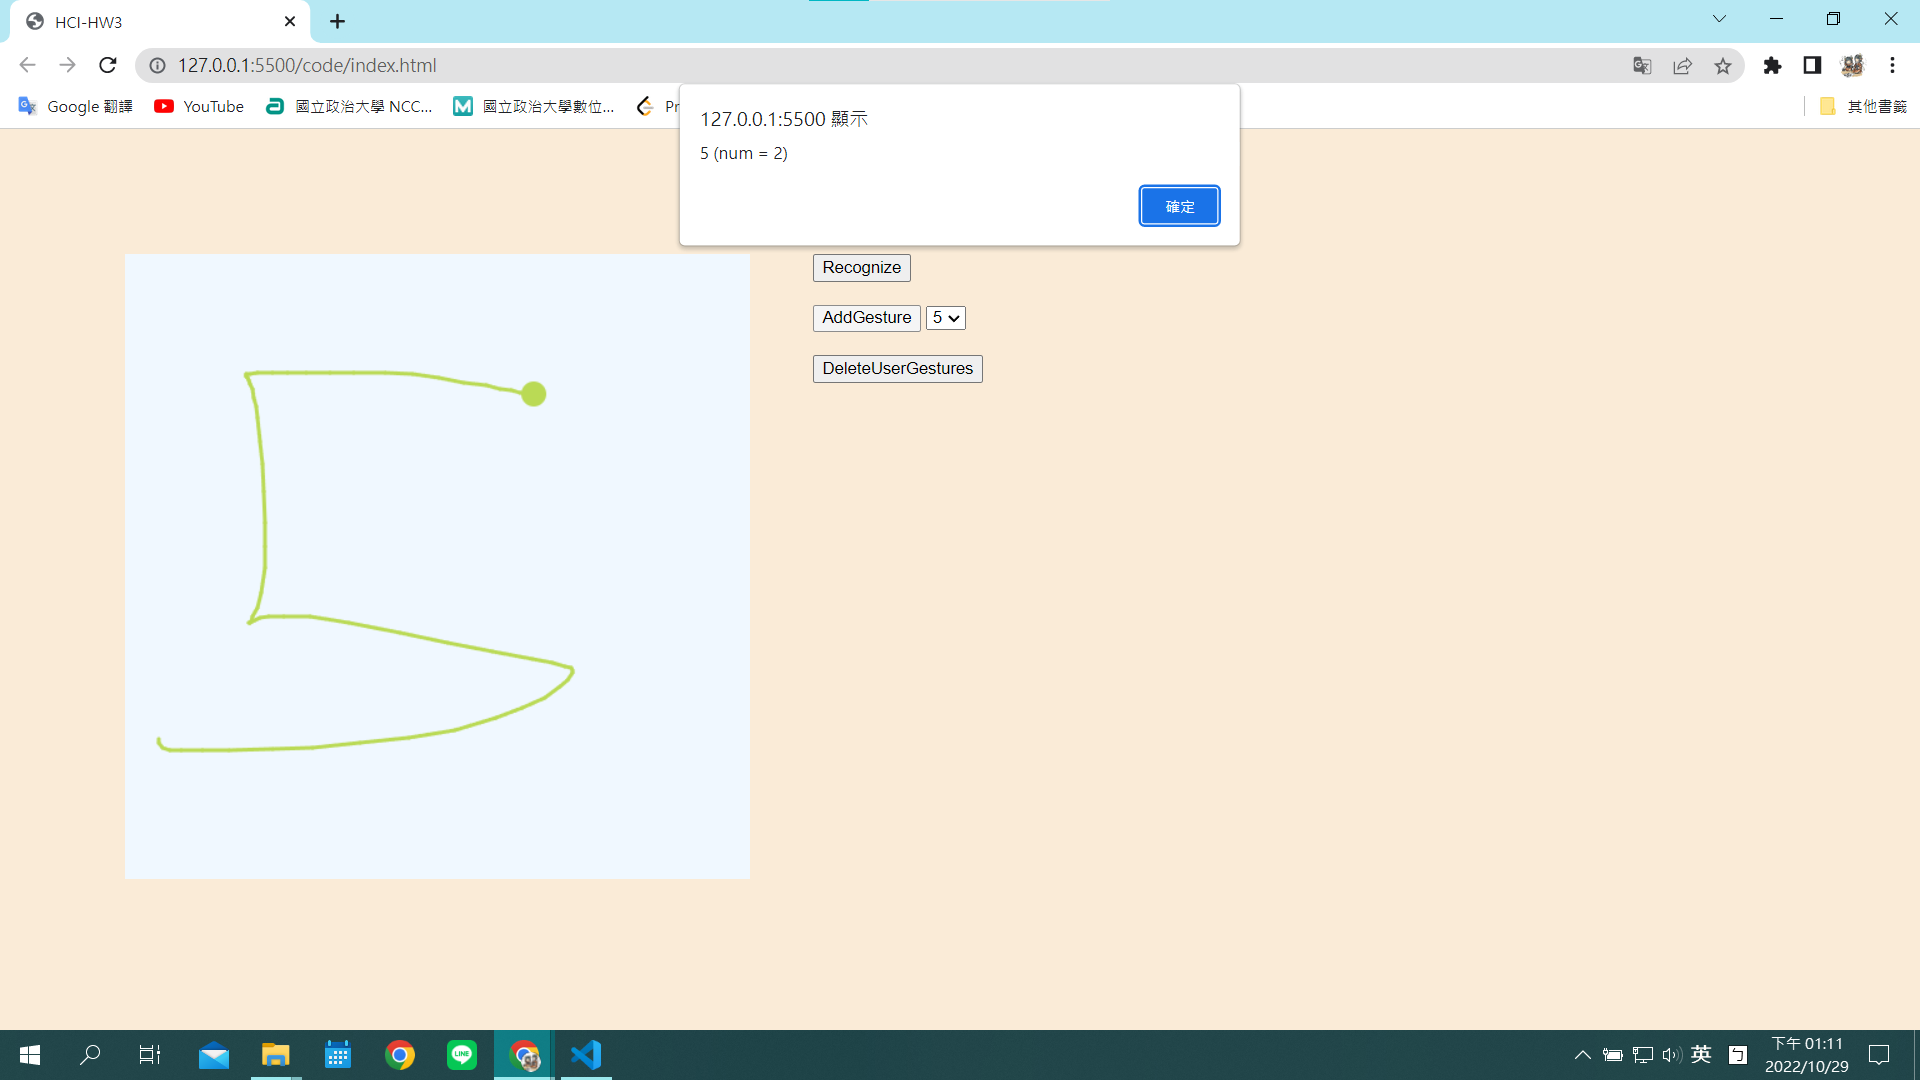 HCI-HW3
127.0.0.1:5500/code/index.html
Google 翻譯
YouTube
國立政治大學 NCC...
國立政治大學數位...
Pr
其他書籤
127.0.0.1:5500 顯示
5 (num = 2)
確定
Recognize
AddGesture
5
DeleteUserGestures
LINE
英
下午 01:11
2022/10/29